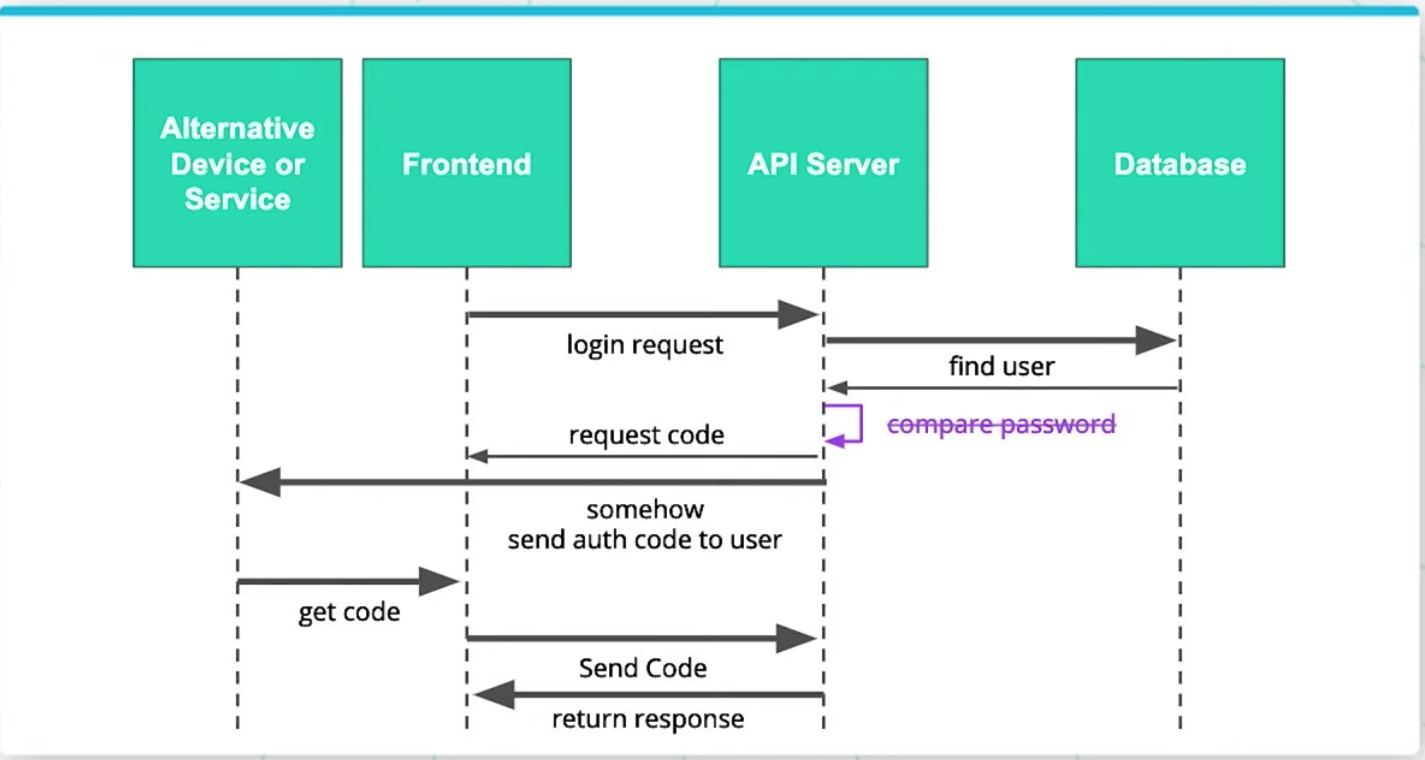 Alternative
Device or
Service
Frontend
API Server
Database
login request
find user
compare password
request code
somehow
send auth code to user
get code
Send Code
return response